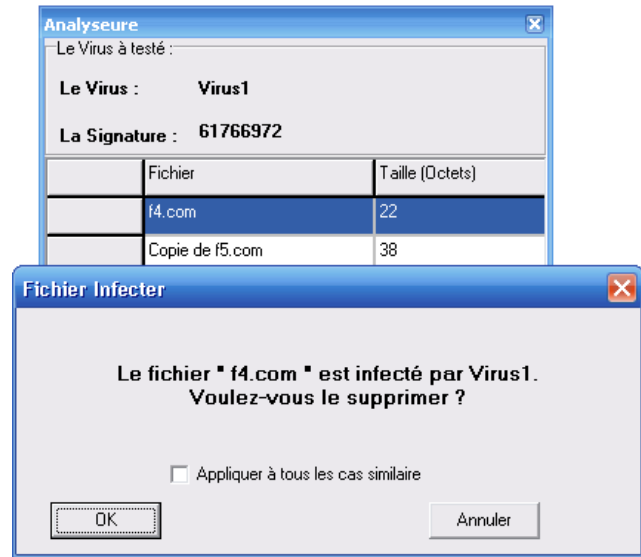 Analyseure
Le Virus à testé :
Le Virus : Virus1
La Signature : 61766972
Fichier Taille (Octets)
f4.com 22
Copie de f5.com 38
Fichier Infecter
Le fichier " f4.com " est infecté par Virus1.
Voulez-vous le supprimer ?
Appliquer à tous les cas similaire
OK Annuler